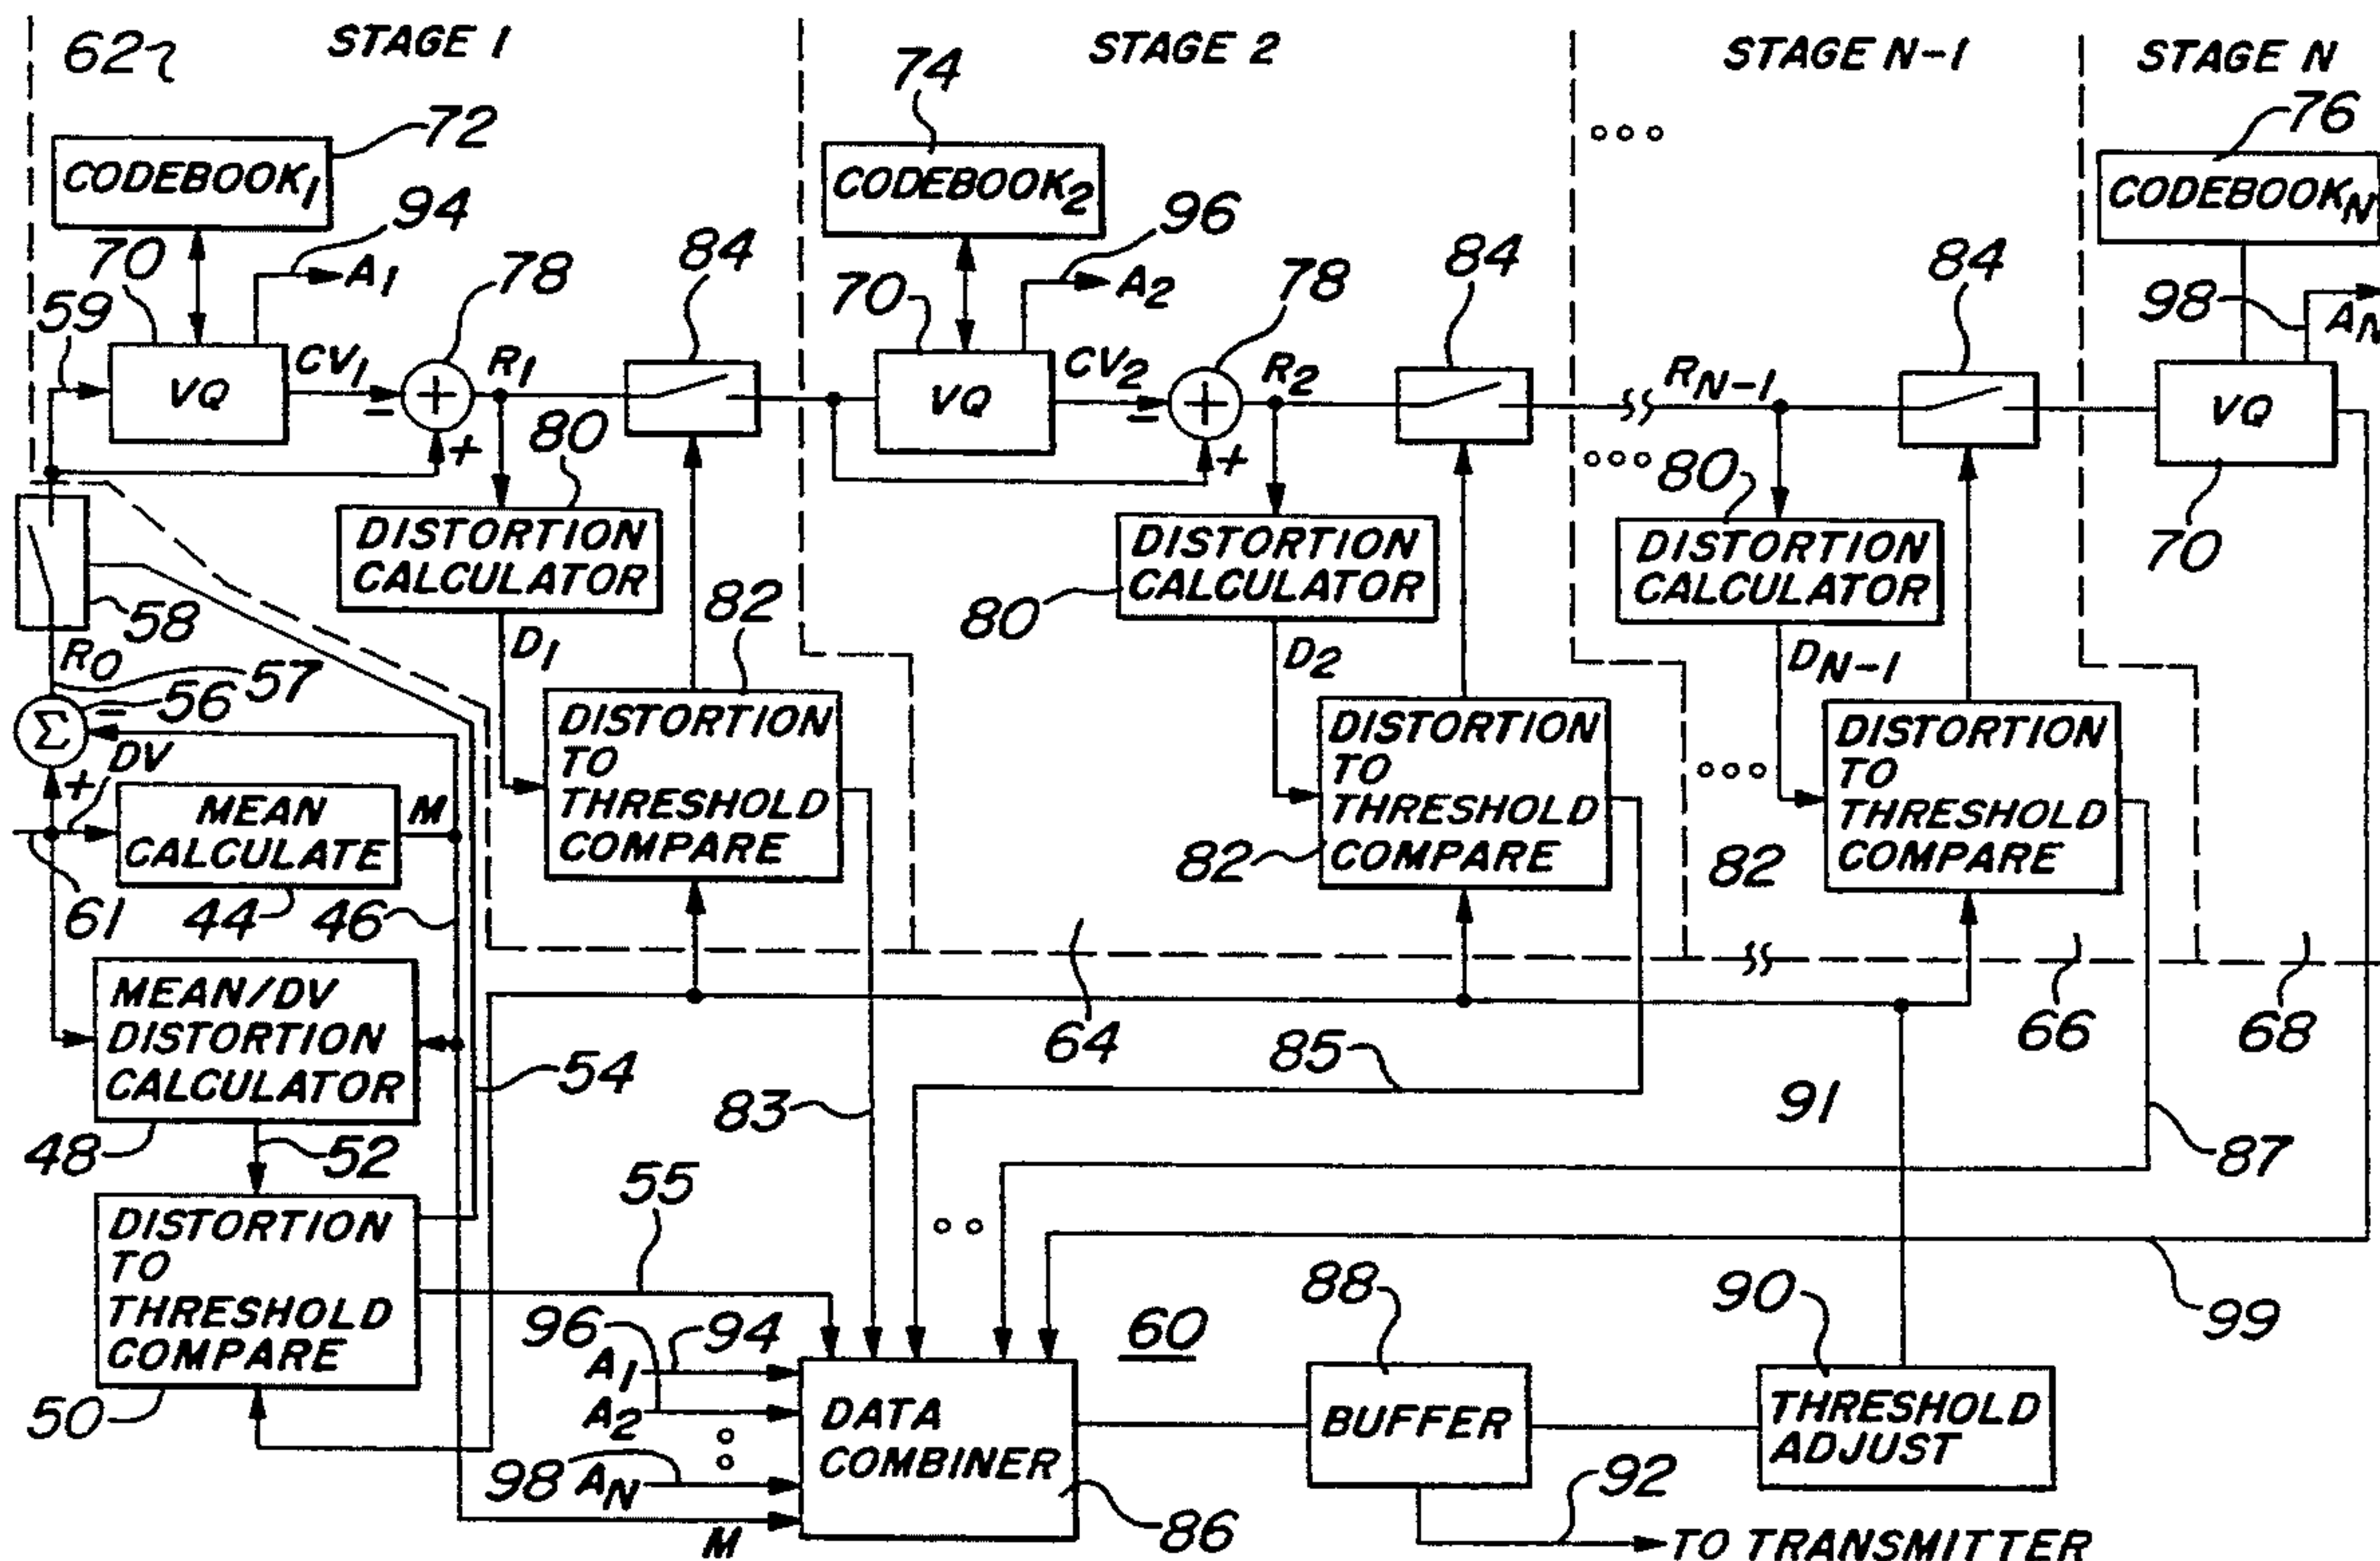 62 STAGE 1 STAGE 2 STAGE N-1 STAGE N
72 74 76
CODEBOOK1 CODEBOOK2 CODEBOOKN
94 96
70 A1 78 84 70 A2 78 84 84 98 AN
59
VQ CV1 - + R1 VQ CV2 - + R2 RN-1 VQ
+ 80 + 80 70
DISTORTION
CALCULATOR
DISTORTION
CALCULATOR
80
DISTORTION
CALCULATOR
58 82
R0 D1 D2 DN-1
57
56
Σ -
DV
+
DISTORTION
TO
THRESHOLD
COMPARE
82
DISTORTION
TO
THRESHOLD
COMPARE
82
DISTORTION
TO
THRESHOLD
COMPARE
MEAN
CALCULATE
M
61 44 46
MEAN/DV
DISTORTION
CALCULATOR
54 64 85 66 68
83 91
48 52 87
55
DISTORTION
TO
THRESHOLD
COMPARE
50
96 94 60 88 90 99
A1
A2
98 AN
M
DATA
COMBINER
86
BUFFER
THRESHOLD
ADJUST
92
TO TRANSMITTER